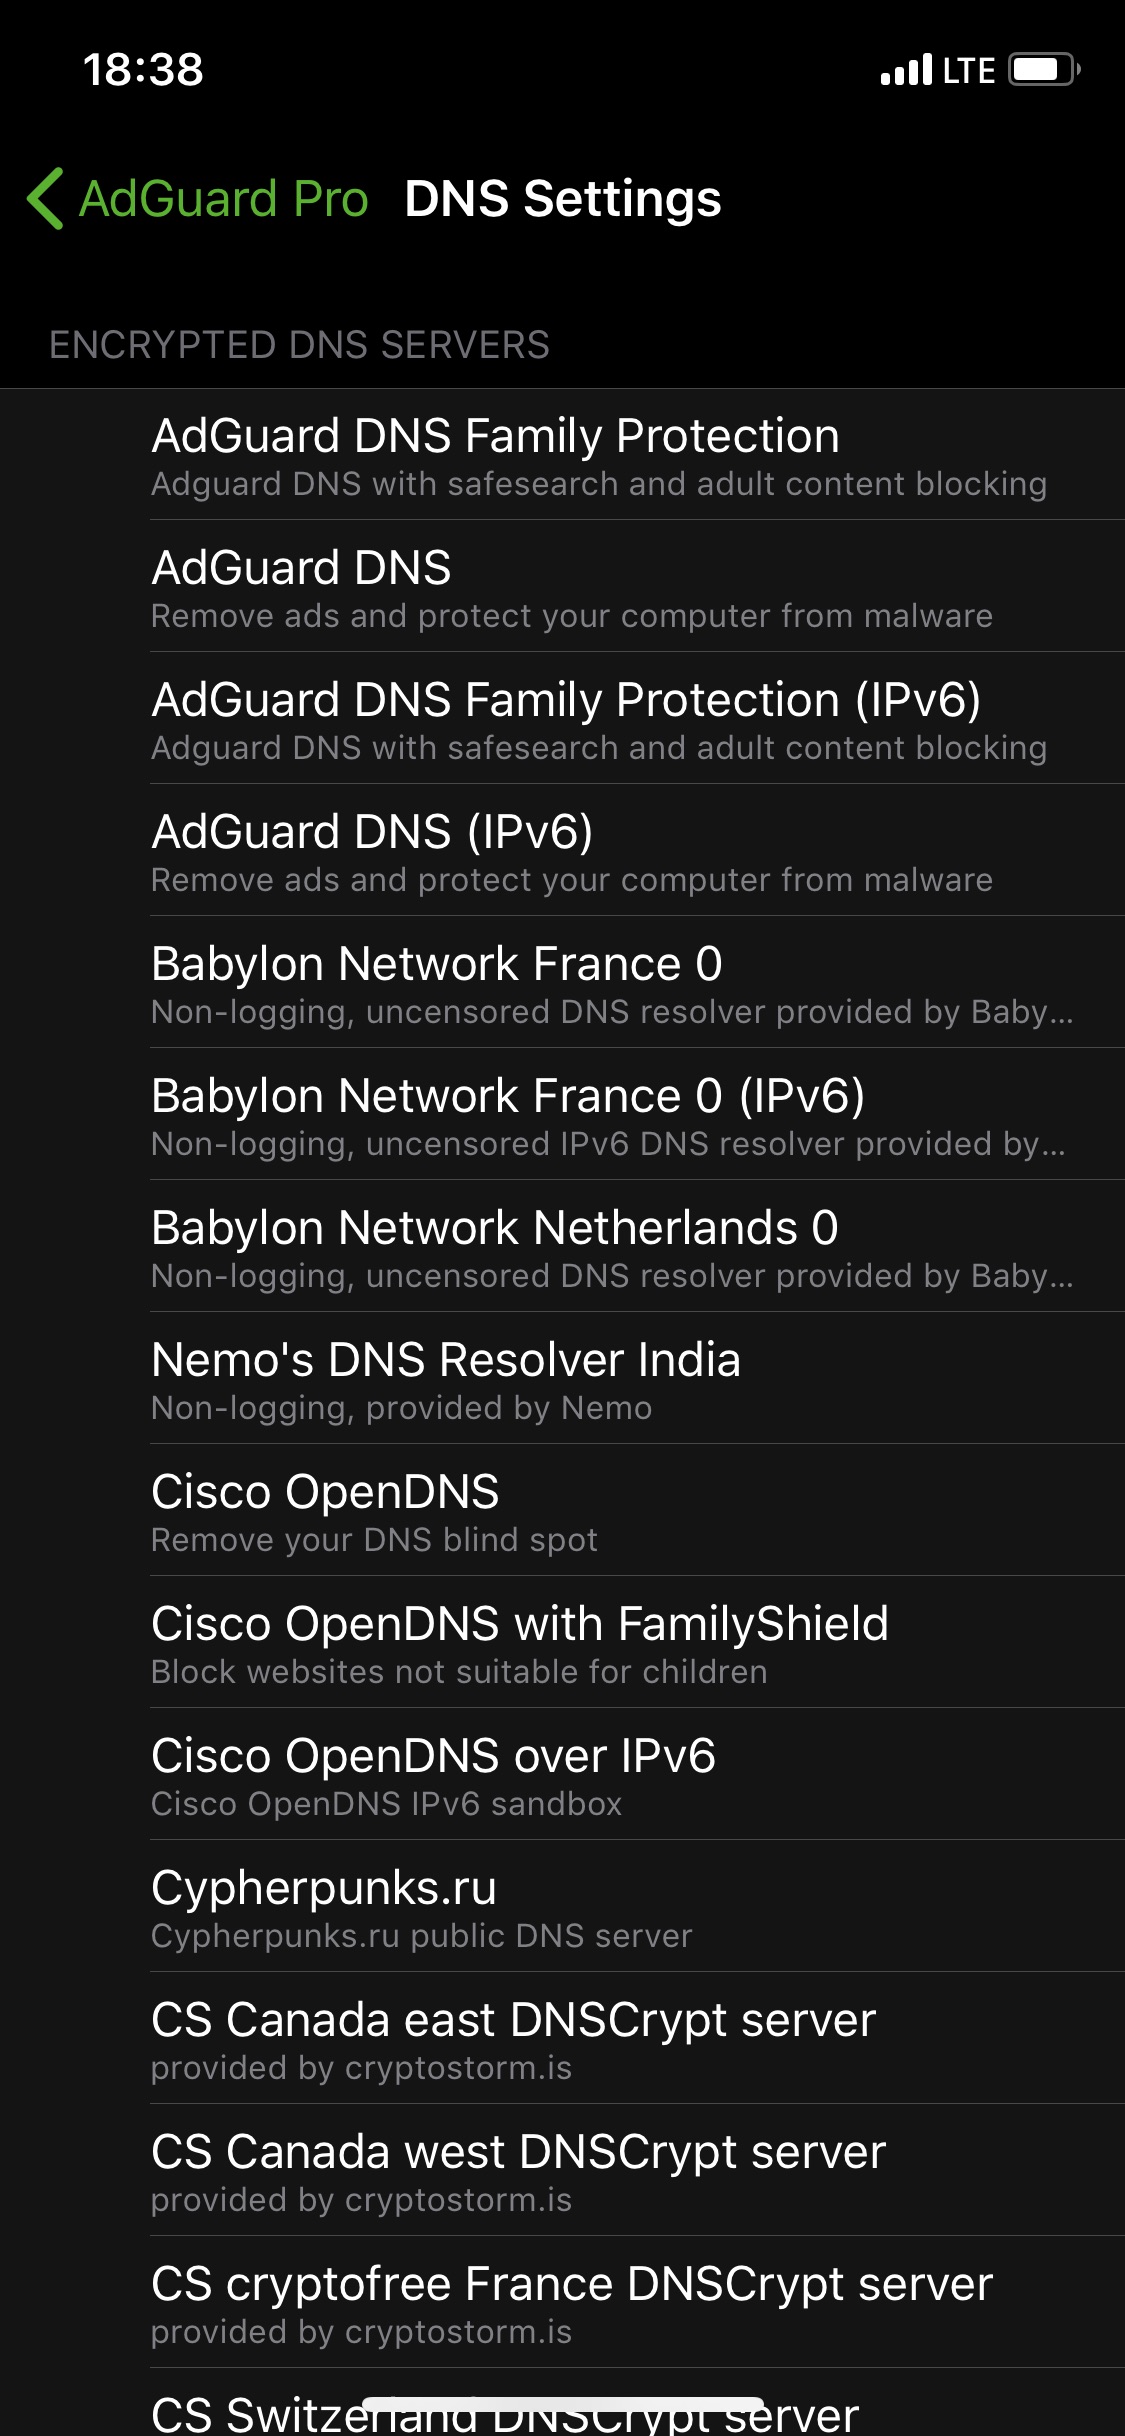 18:38
LTE
AdGuard Pro DNS Settings
ENCRYPTED DNS SERVERS
AdGuard DNS Family Protection
Adguard DNS with safesearch and adult content blocking
AdGuard DNS
Remove ads and protect your computer from malware
AdGuard DNS Family Protection (IPv6)
Adguard DNS with safesearch and adult content blocking
AdGuard DNS (IPv6)
Remove ads and protect your computer from malware
Babylon Network France 0
Non-logging, uncensored DNS resolver provided by Baby...
Babylon Network France 0 (IPv6)
Non-logging, uncensored IPv6 DNS resolver provided by...
Babylon Network Netherlands 0
Non-logging, uncensored DNS resolver provided by Baby...
Nemo's DNS Resolver India
Non-logging, provided by Nemo
Cisco OpenDNS
Remove your DNS blind spot
Cisco OpenDNS with FamilyShield
Block websites not suitable for children
Cisco OpenDNS over IPv6
Cisco OpenDNS IPv6 sandbox
Cypherpunks.ru
Cypherpunks.ru public DNS server
CS Canada east DNSCrypt server
provided by cryptostorm.is
CS Canada west DNSCrypt server
provided by cryptostorm.is
CS cryptofree France DNSCrypt server
provided by cryptostorm.is
CS Switzerland DNSCrypt server